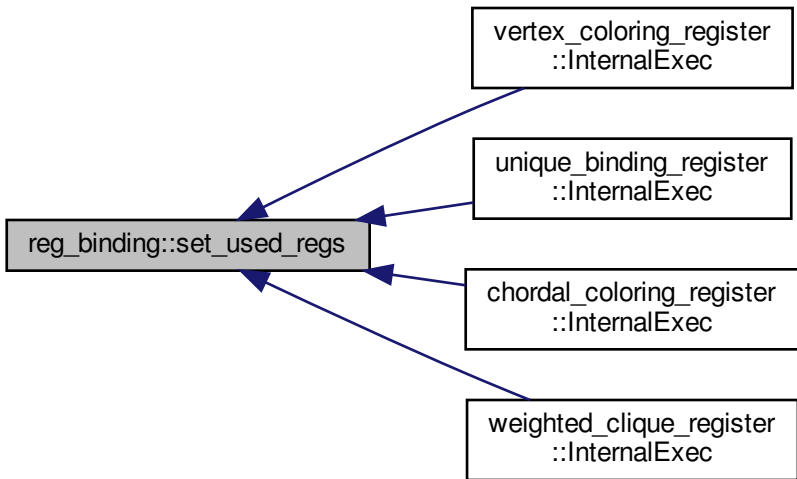 vertex_coloring_register
::InternalExec
unique_binding_register
::InternalExec
reg_binding::set_used_regs
chordal_coloring_register
::InternalExec
weighted_clique_register
::InternalExec